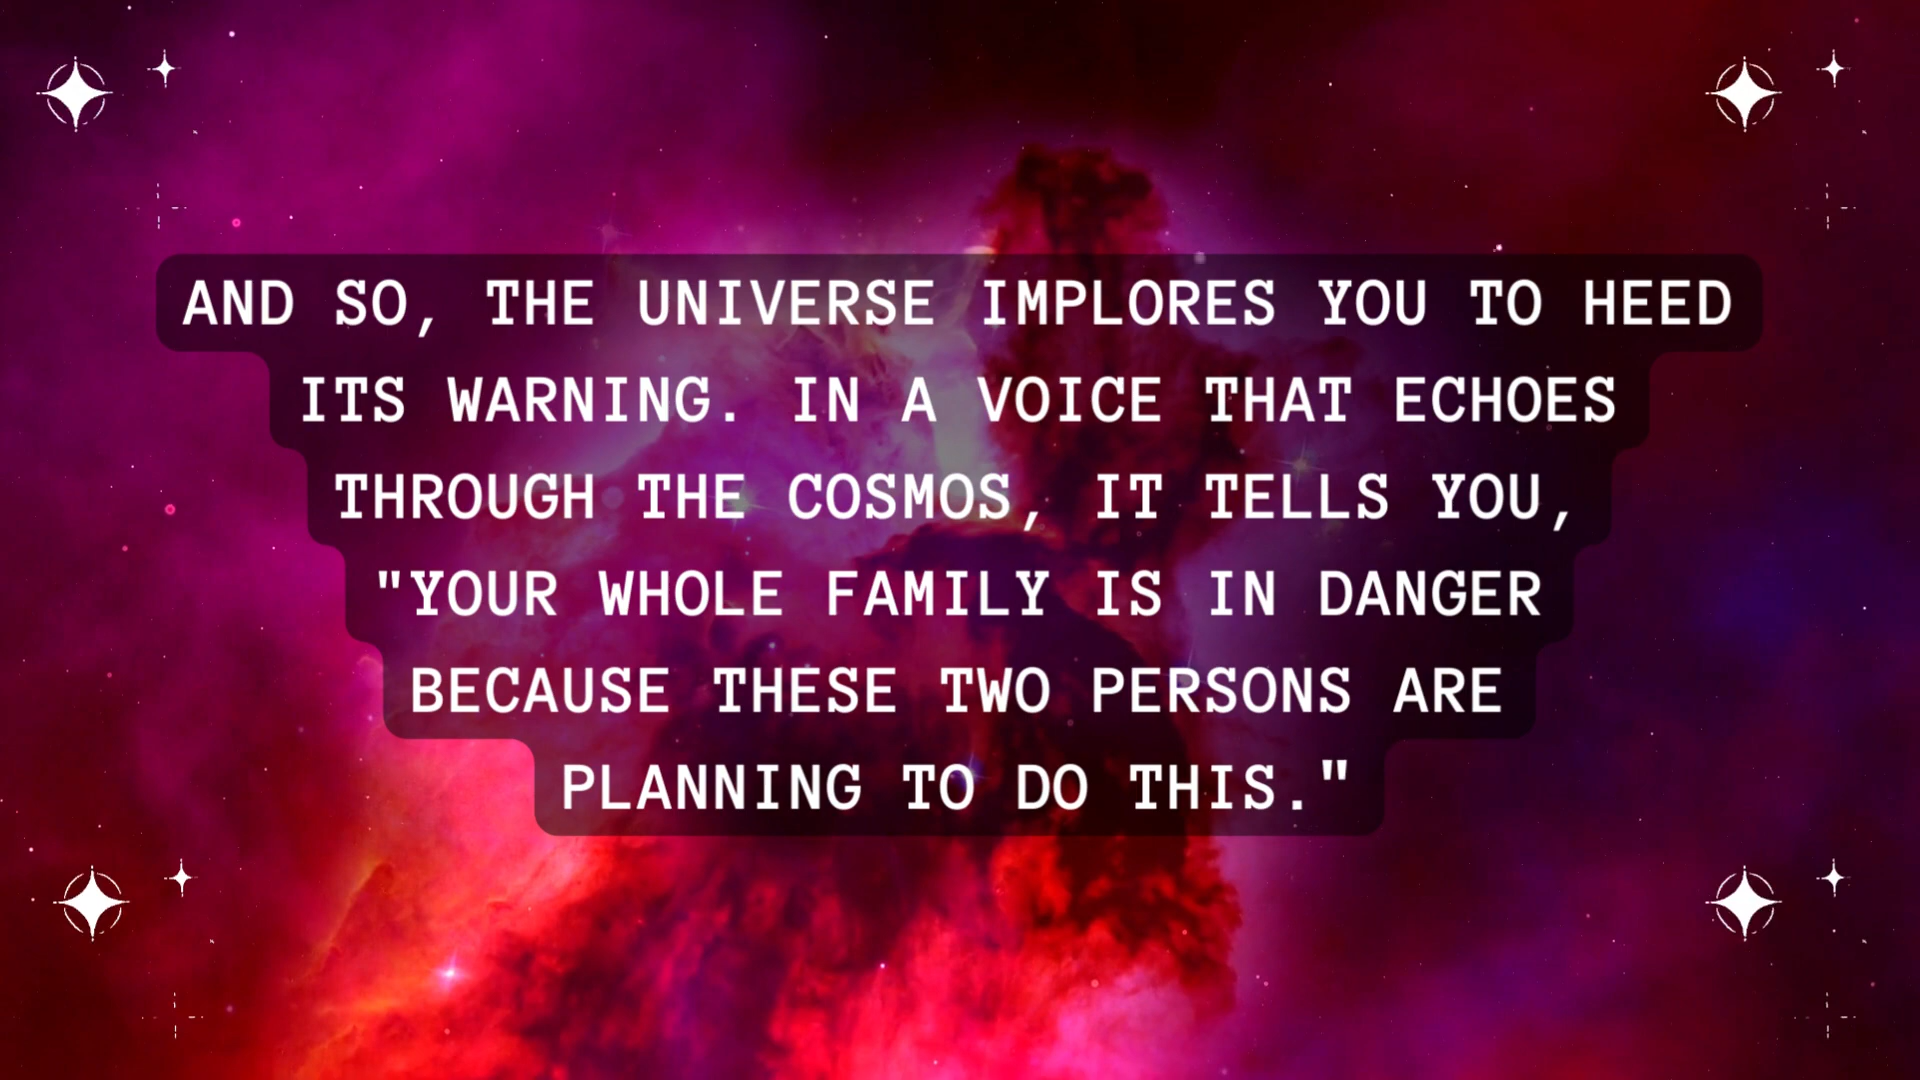 AND SO, THE UNIVERSE IMPLORES YOU TO HEED
ITS WARNING. IN A VOICE THAT ECHOES
THROUGH THE COSMOS, IT TELLS YOU,
"YOUR WHOLE FAMILY IS IN DANGER
BECAUSE THESE TWO PERSONS ARE
PLANNING TO DO THIS."